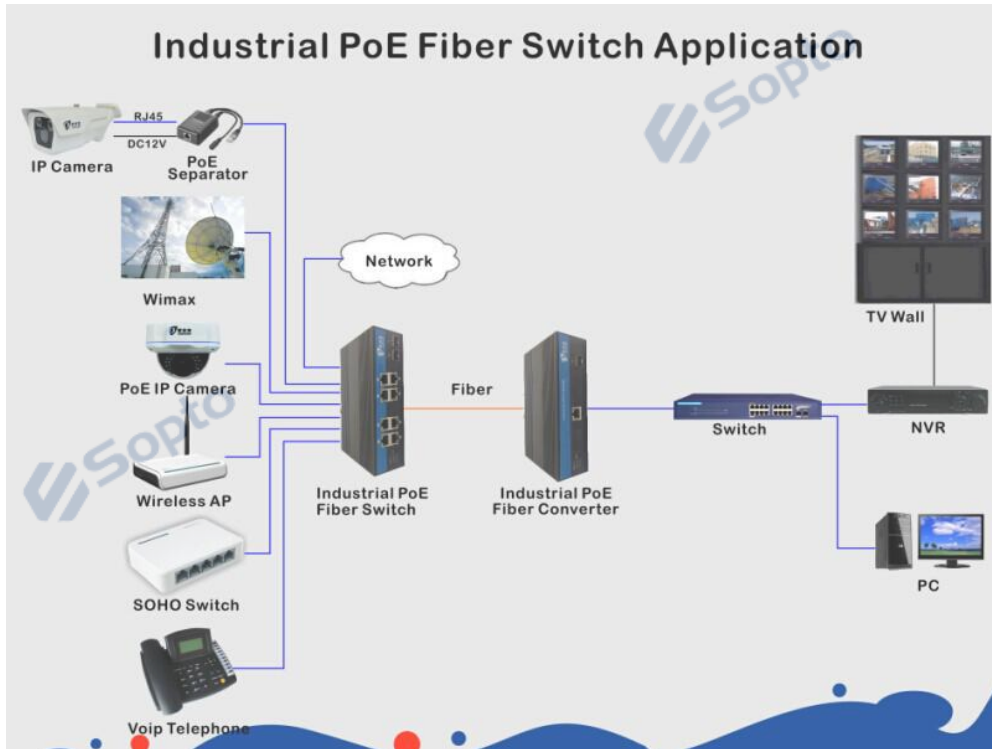 Industrial PoE Fiber Switch Application
Sopto
RJ45
DC12V
IP Camera
PoE
Separator
Wimax
Network
TV Wall
PoE IP Camera
Fiber
Switch
NVR
Sopto
Wireless AP
Industrial PoE
Fiber Switch
Industrial PoE
Fiber Converter
PC
SOHO Switch
Voip Telephone